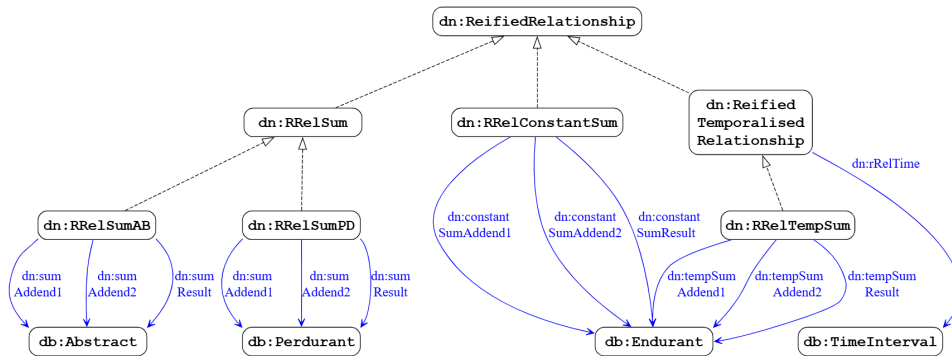 dn:ReifiedRelationship
dn:RRelSum
dn:RRelConstantSum
dn:Reified
Temporalised
Relationship
dn:rRelTime
dn:RRelSumAB
dn:RRelSumPD
dn:constant
SumAddend1
dn:constant
SumAddend2
dn:constant
SumResult
dn:RRelTempSum
dn:sum
Addend1
dn:sum
Addend2
dn:sum
Result
dn:sum
Addend1
dn:sum
Addend2
dn:sum
Result
dn:tempSum
Addend1
dn:tempSum
Addend2
dn:tempSum
Result
db:Abstract
db:Perdurant
db:Endurant
db:TimeInterval